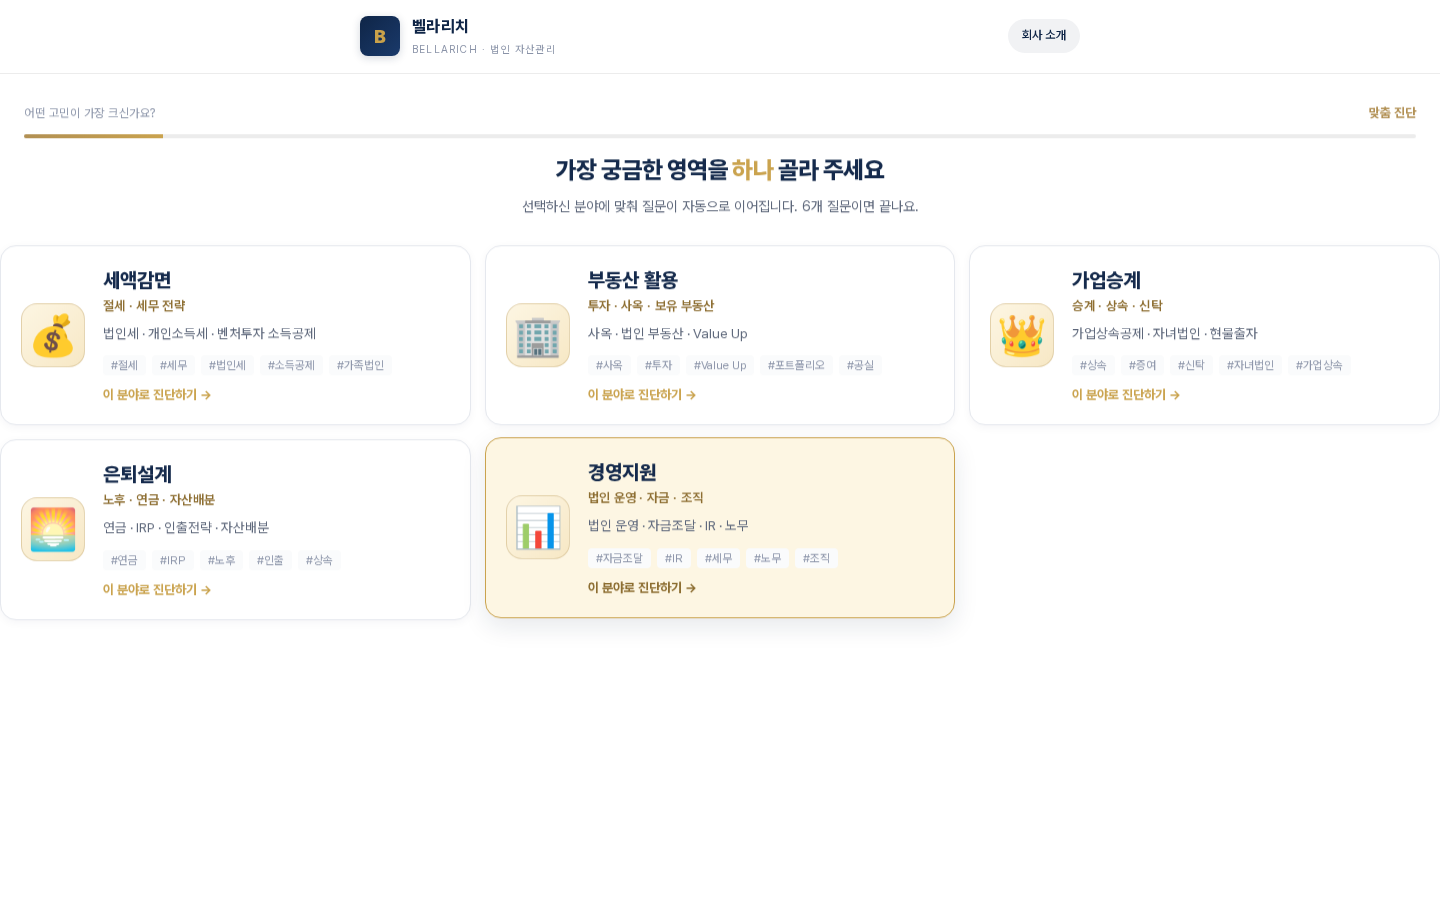 B
벨라리치
BELLARICH · 법인 자산관리
회사 소개
어떤 고민이 가장 크신가요?
맞춤 진단
가장 궁금한 영역을 하나 골라 주세요
선택하신 분야에 맞춰 질문이 자동으로 이어집니다. 6개 질문이면 끝나요.
세액감면
절세 · 세무 전략
법인세 · 개인소득세 · 벤처투자 소득공제
#절세 #세무 #법인세 #소득공제 #가족법인
이 분야로 진단하기 →
부동산 활용
투자 · 사옥 · 보유 부동산
사옥 · 법인 부동산 · Value Up
#사옥 #투자 #Value Up #포트폴리오 #공실
이 분야로 진단하기 →
가업승계
승계 · 상속 · 신탁
가업상속공제 · 자녀법인 · 현물출자
#상속 #증여 #신탁 #자녀법인 #가업상속
이 분야로 진단하기 →
은퇴설계
노후 · 연금 · 자산배분
연금 · IRP · 인출전략 · 자산배분
#연금 #IRP #노후 #인출 #상속
이 분야로 진단하기 →
경영지원
법인 운영 · 자금 · 조직
법인 운영 · 자금조달 · IR · 노무
#자금조달 #IR #세무 #노무 #조직
이 분야로 진단하기 →